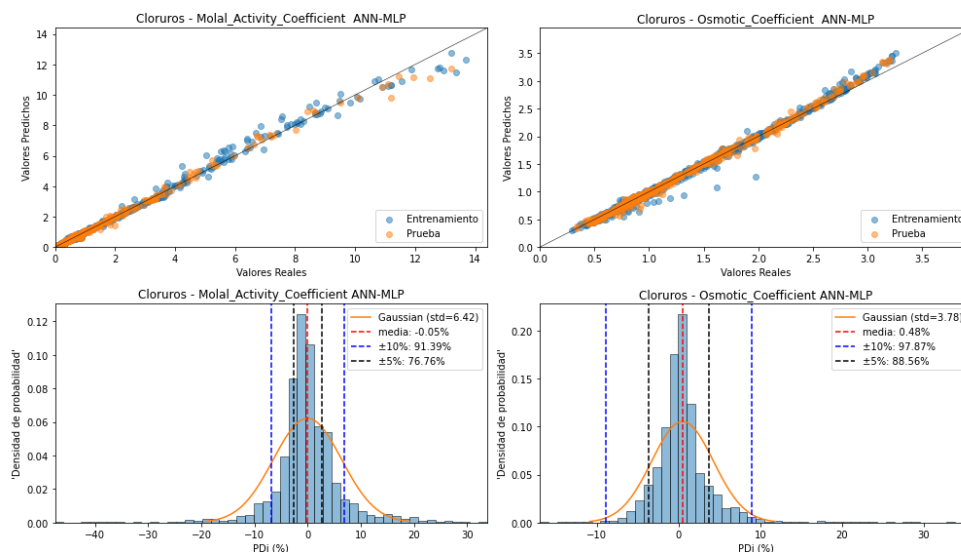 Cloruros - Molal_Activity_Coefficient ANN-MLP
14
12
10
8
6
4
2
0
Valores Predichos
0 2 4 6 8 10 12 14
Valores Reales
Entrenamiento
Prueba
Cloruros - Osmotic_Coefficient ANN-MLP
4.0
3.5
3.0
2.5
2.0
1.5
1.0
0.5
0.0
Valores Predichos
0.0 0.5 1.0 1.5 2.0 2.5 3.0 3.5
Valores Reales
Entrenamiento
Prueba
Cloruros - Molal_Activity_Coefficient ANN-MLP
0.12
0.10
0.08
0.06
0.04
0.02
0.00
'Densidad de probabilidad'
−40 −30 −20 −10 0 10 20 30
PDi (%)
Gaussian (std=6.42)
media: -0.05%
±10%: 91.39%
±5%: 76.76%
Cloruros - Osmotic_Coefficient ANN-MLP
0.20
0.15
0.10
0.05
0.00
'Densidad de probabilidad'
−10 0 10 20 30
PDi (%)
Gaussian (std=3.78)
media: 0.48%
±10%: 97.87%
±5%: 88.56%